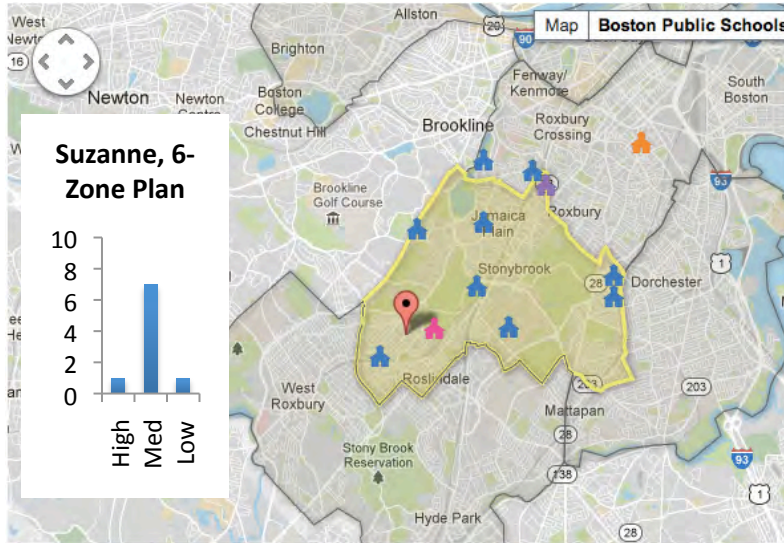 West
Allston
20
90
Map
Boston Public Schools
16
Brighton
Newton
Newton
Boston
College
Chestnut Hill
Fenway/
Kenmore
South
Boston
Brookline
Roxbury
Crossing
Suzanne, 6-
Zone Plan
93
Brookline
Golf Course
Jamaica
Plain
Roxbury
1
10
8
6
4
2
0
High
Med
Low
Stonybrook
28
Dorchester
West
Roxbury
Roslindale
203
203
Mattapan
28
Stony Brook
Reservation
138
93
1
Hyde Park
28